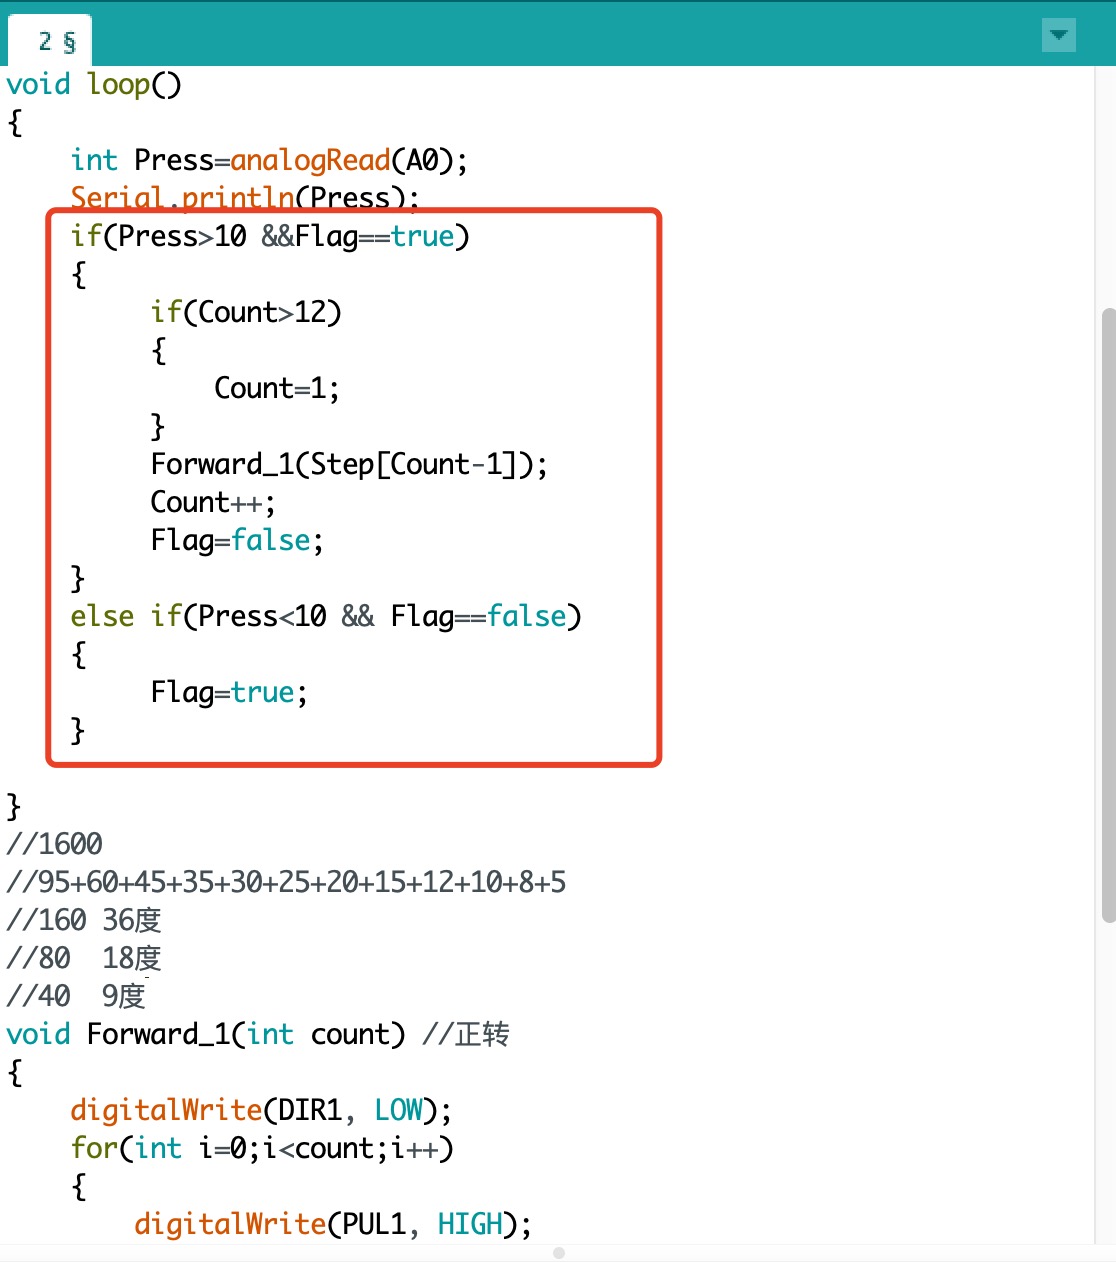 2 §
void loop()
{
    int Press=analogRead(A0);
    Serial.println(Press);
    if(Press>10 &&Flag==true)
    {
         if(Count>12)
         {
             Count=1;
         }
         Forward_1(Step[Count-1]);
         Count++;
         Flag=false;
    }
    else if(Press<10 && Flag==false)
    {
         Flag=true;
    }
}
//1600
//95+60+45+35+30+25+20+15+12+10+8+5
//160 36度
//80  18度
//40  9度
void Forward_1(int count) //正转
{
    digitalWrite(DIR1, LOW);
    for(int i=0;i<count;i++)
    {
        digitalWrite(PUL1, HIGH);